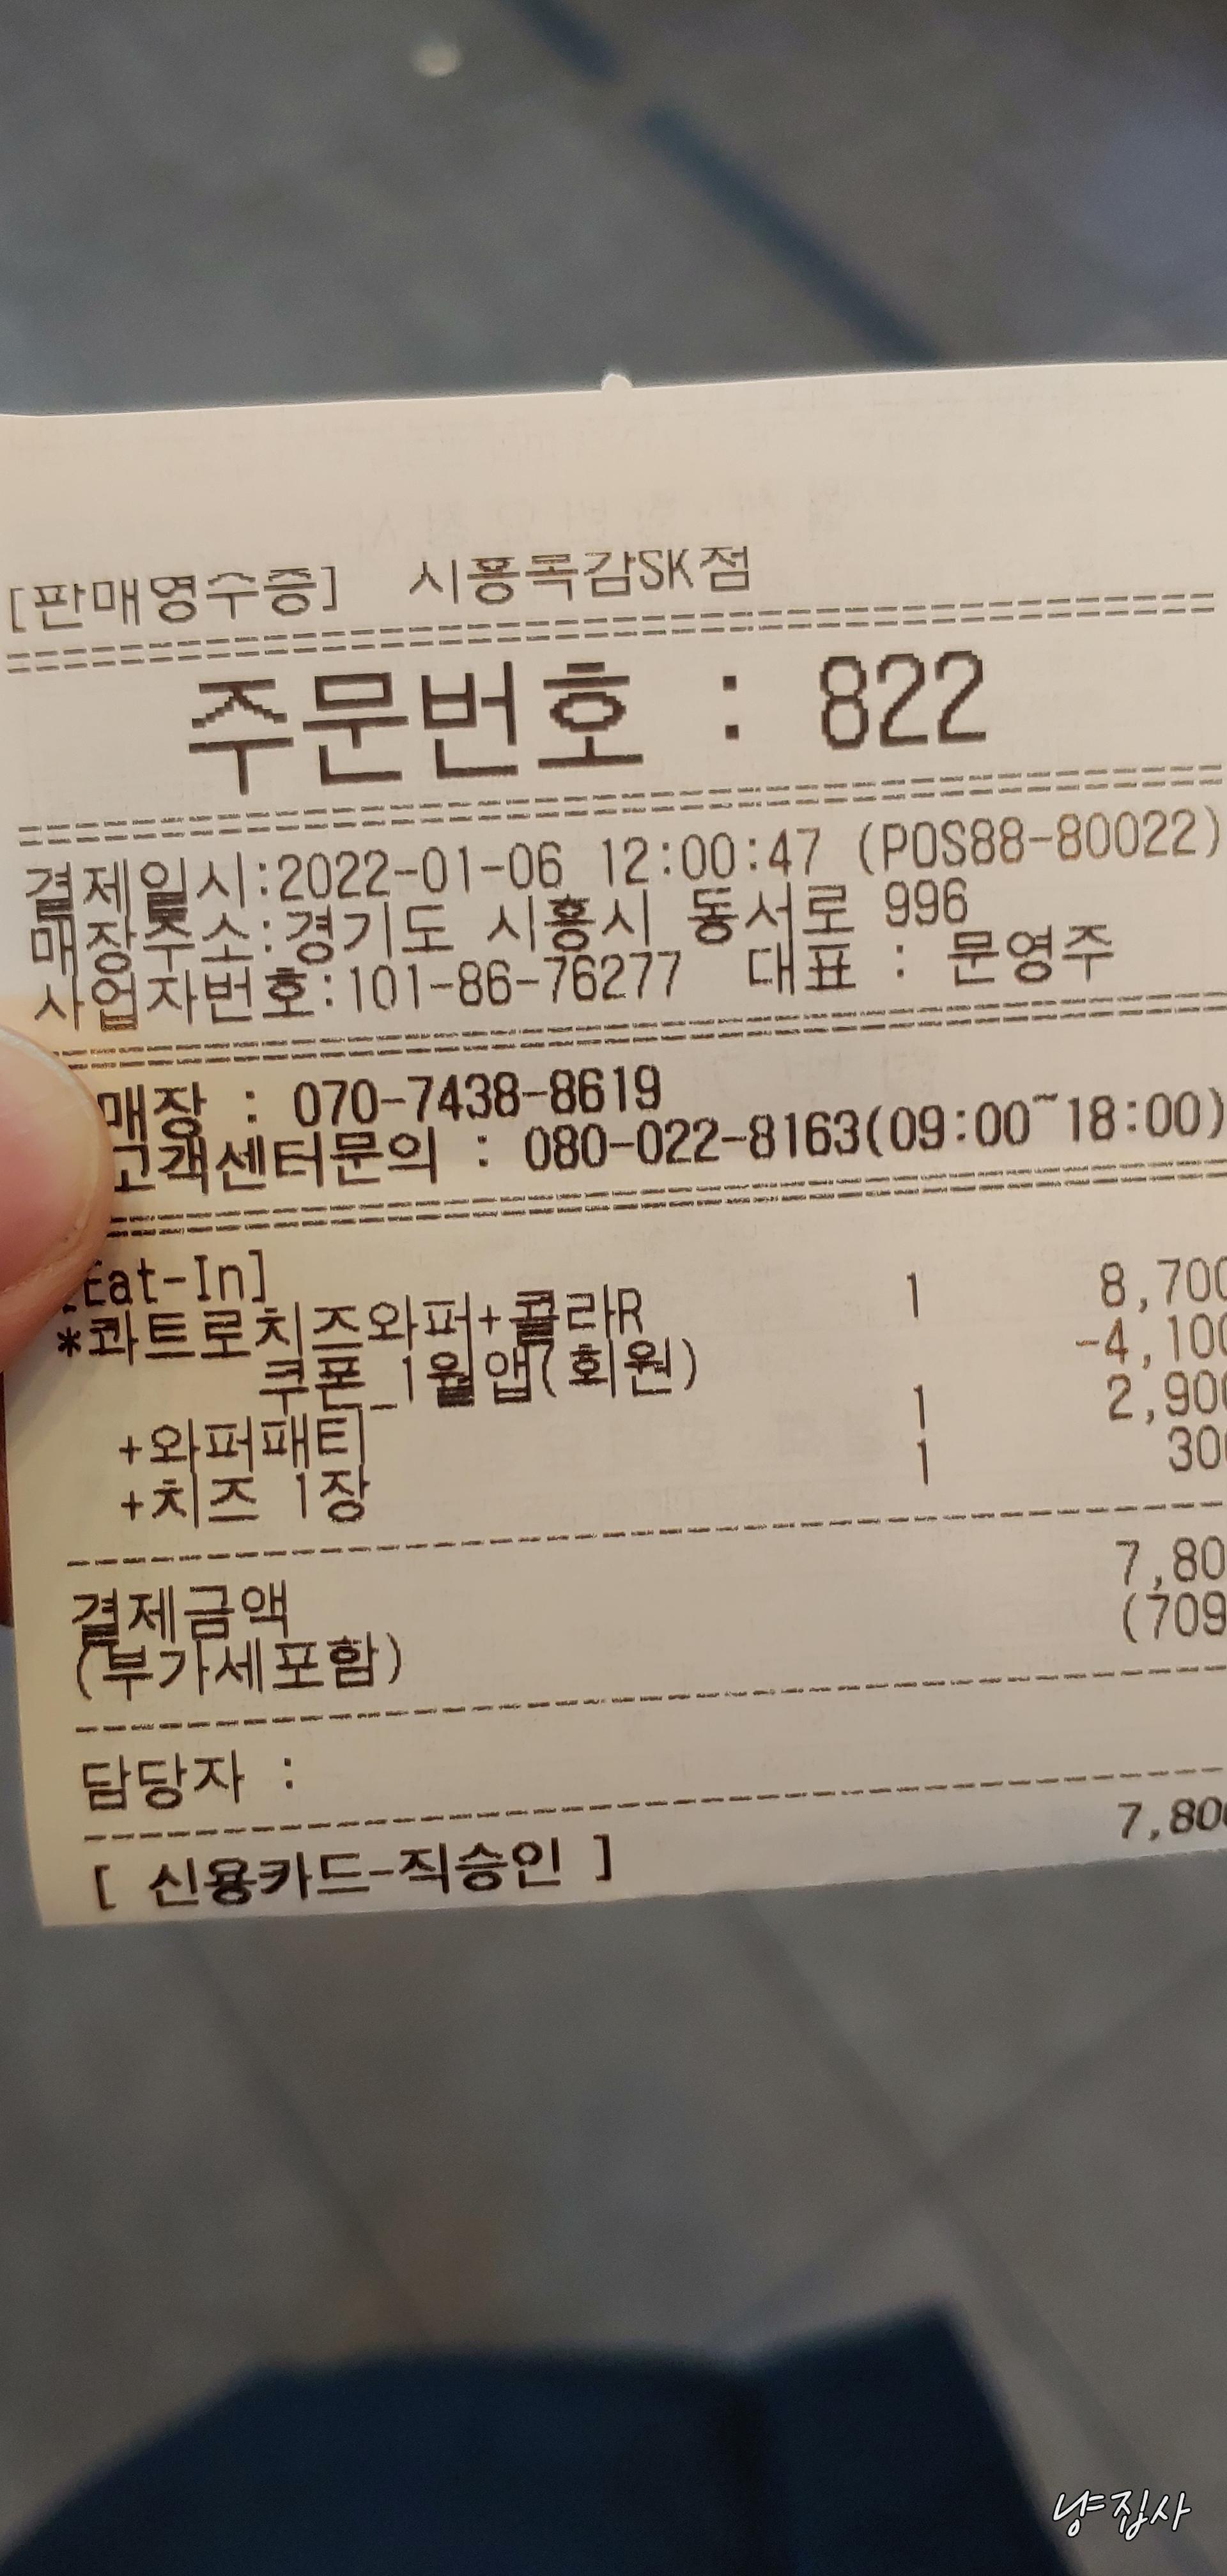 [판매영수증] 시흥목감SK점
주문번호 : 822
결제일시:2022-01-06 12:00:47 (POS88-80022)
매장주소:경기도 시흥시 동서로 996
사업자번호:101-86-76277 대표 : 문영주
매장 : 070-7438-8619
고객센터문의 : 080-022-8163(09:00~18:00)
[Eat-In]
*콰트로치즈와퍼+콜라R 1 8,700
쿠폰_1월앱(회원) -4,100
+와퍼패티 1 2,900
+치즈 1장 1 300
결제금액 7,80
(부가세포함) (709
담당자 :
[ 신용카드-직승인 ] 7,800
냥집사